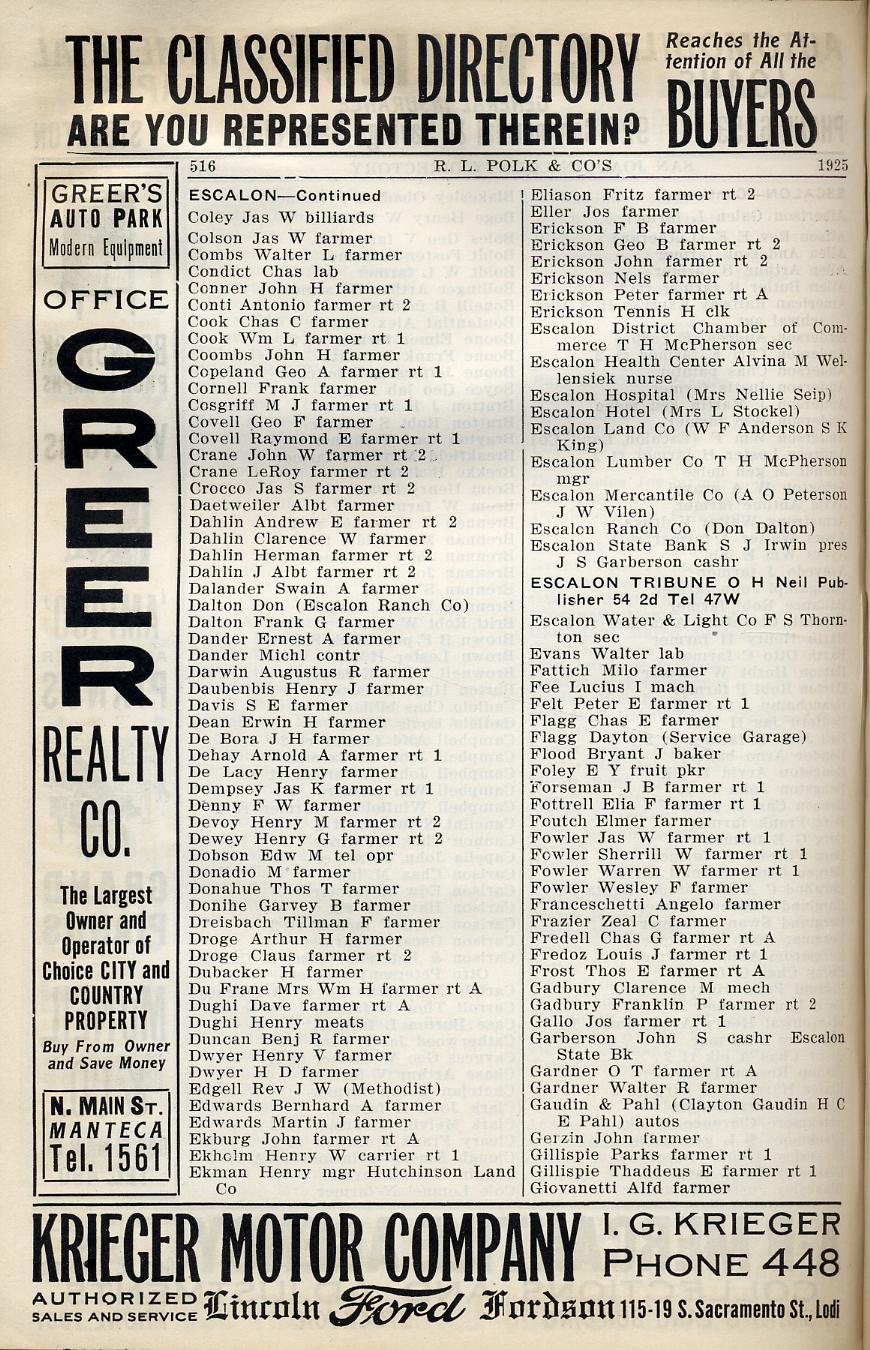 THE CLASSIFIED DIRECTORY
ARE YOU REPRESENTED THEREIN?
Reaches the At-
tention of All the
BUYERS
GREER'S
AUTO PARK
Modern Equipment
OFFICE
GREER
REALTY
CO.
The Largest
Owner and
Operator of
Choice CITY and
COUNTRY
PROPERTY
Buy From Owner
and Save Money
N. MAIN ST.
MANTECA
Tel. 1561
516 R. L. POLK & CO'S 1925
ESCALON—Continued
Coley Jas W billiards
Colson Jas W farmer
Combs Walter L farmer
Condict Chas lab
Conner John H farmer
Conti Antonio farmer rt 2
Cook Chas C farmer
Cook Wm L farmer rt 1
Coombs John H farmer
Copeland Geo A farmer rt 1
Cornell Frank farmer
Cosgriff M J farmer rt 1
Covell Geo F farmer
Covell Raymond E farmer rt 1
Crane John W farmer rt 2
Crane LeRoy farmer rt 2
Crocco Jas S farmer rt 2
Daetweiler Albt farmer
Dahlin Andrew E farmer rt 2
Dahlin Clarence W farmer
Dahlin Herman farmer rt 2
Dahlin J Albt farmer rt 2
Dalander Swain A farmer
Dalton Don (Escalon Ranch Co)
Dalton Frank G farmer
Dander Ernest A farmer
Dander Michl contr
Darwin Augustus R farmer
Daubenbis Henry J farmer
Davis S E farmer
Dean Erwin H farmer
De Bora J H farmer
Dehay Arnold A farmer rt 1
De Lacy Henry farmer
Dempsey Jas K farmer rt 1
Denny F W farmer
Devoy Henry M farmer rt 2
Dewey Henry G farmer rt 2
Dobson Edw M tel opr
Donadio M farmer
Donahue Thos T farmer
Donihe Garvey B farmer
Dreisbach Tillman F farmer
Droge Arthur H farmer
Droge Claus farmer rt 2
Dubacker H farmer
Du Frane Mrs Wm H farmer rt A
Dughi Dave farmer rt A
Dughi Henry meats
Duncan Benj R farmer
Dwyer Henry V farmer
Dwyer H D farmer
Edgell Rev J W (Methodist)
Edwards Bernhard A farmer
Edwards Martin J farmer
Ekburg John farmer rt A
Ekholm Henry W carrier rt 1
Ekman Henry mgr Hutchinson Land
Co
Eliason Fritz farmer rt 2
Eller Jos farmer
Erickson F B farmer
Erickson Geo B farmer rt 2
Erickson John farmer rt 2
Erickson Nels farmer
Erickson Peter farmer rt A
Erickson Tennis H clk
Escalon District Chamber of Com-
merce T H McPherson sec
Escalon Health Center Alvina M Wel-
lensiek nurse
Escalon Hospital (Mrs Nellie Seip)
Escalon Hotel (Mrs L Stockel)
Escalon Land Co (W F Anderson S K
King)
Escalon Lumber Co T H McPherson
mgr
Escalon Mercantile Co (A O Peterson
J W Vilen)
Escalon Ranch Co (Don Dalton)
Escalon State Bank S J Irwin pres
J S Garberson cashr
ESCALON TRIBUNE O H Neil Pub-
lisher 54 2d Tel 47W
Escalon Water & Light Co F S Thorn-
ton sec
Evans Walter lab
Fattich Milo farmer
Fee Lucius I mach
Felt Peter E farmer rt 1
Flagg Chas E farmer
Flagg Dayton (Service Garage)
Flood Bryant J baker
Foley E Y fruit pkr
Forseman J B farmer rt 1
Fottrell Elia F farmer rt 1
Foutch Elmer farmer
Fowler Jas W farmer rt 1
Fowler Sherrill W farmer rt 1
Fowler Warren W farmer rt 1
Fowler Wesley F farmer
Franceschetti Angelo farmer
Frazier Zeal C farmer
Fredell Chas G farmer rt A
Fredoz Louis J farmer rt 1
Frost Thos E farmer rt A
Gadbury Clarence M mech
Gadbury Franklin P farmer rt 2
Gallo Jos farmer rt 1
Garberson John S cashr Escalon
State Bk
Gardner O T farmer rt A
Gardner Walter R farmer
Gaudin & Pahl (Clayton Gaudin H C
E Pahl) autos
Gerzin John farmer
Gillispie Parks farmer rt 1
Gillispie Thaddeus E farmer rt 1
Giovanetti Alfd farmer
KRIEGER MOTOR COMPANY
I. G. KRIEGER
PHONE 448
AUTHORIZED
SALES AND SERVICE
Lincoln Ford Fordson 115-19 S. Sacramento St., Lodi